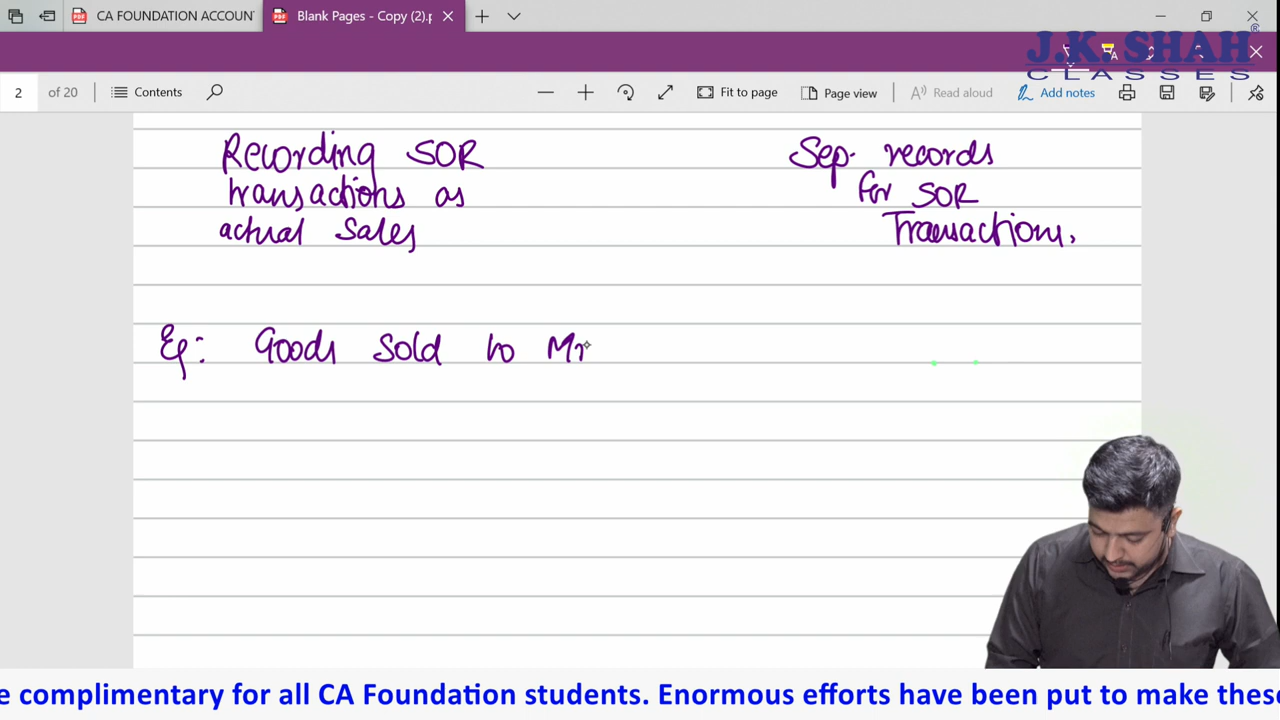 CA FOUNDATION ACCOUNT
Blank Pages - Copy (2).p
J.K. SHAH®
CLASSES
2 of 20
Contents
Fit to page
Page view
Read aloud
Add notes
Recording SOR
transactions as
actual sales
Sep. records
for SOR
Transactions.
Eg: Goods Sold to Mr
e complimentary for all CA Foundation students. Enormous efforts have been put to make these